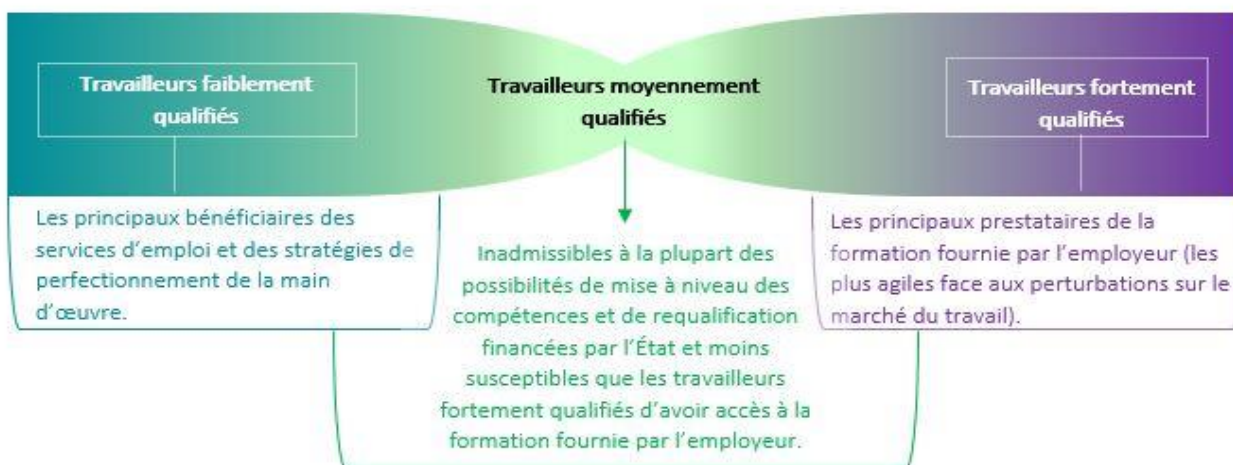 Travailleurs faiblement
qualifiés
Les principaux bénéficiaires des
services d'emploi et des stratégies de
perfectionnement de la main
d'œuvre.
Travailleurs moyennement
qualifiés
Inadmissibles à la plupart des
possibilités de mise à niveau des
compétences et de requalification
financées par l'État et moins
susceptibles que les travailleurs
fortement qualifiés d'avoir accès à la
formation fournie par l'employeur.
Travailleurs fortement
qualifiés
Les principaux prestataires de la
formation fournie par l'employeur (les
plus agiles face aux perturbations sur le
marché du travail).